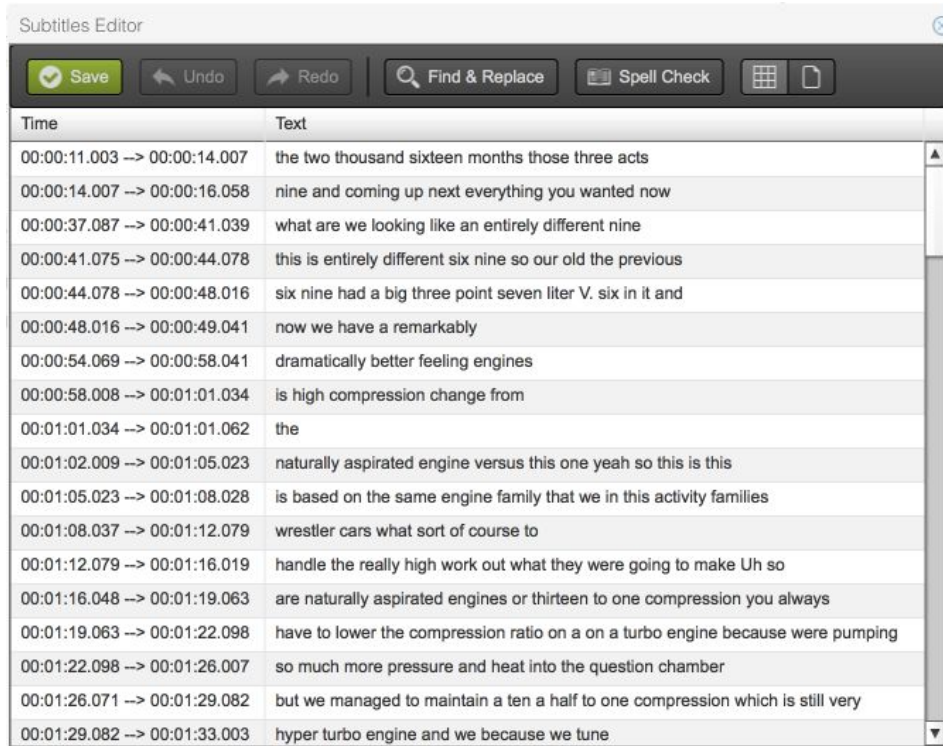 Subtitles Editor
Save Undo Redo Find & Replace Spell Check
Time Text
00:00:11.003 --> 00:00:14.007 the two thousand sixteen months those three acts
00:00:14.007 --> 00:00:16.058 nine and coming up next everything you wanted now
00:00:37.087 --> 00:00:41.039 what are we looking like an entirely different nine
00:00:41.075 --> 00:00:44.078 this is entirely different six nine so our old the previous
00:00:44.078 --> 00:00:48.016 six nine had a big three point seven liter V. six in it and
00:00:48.016 --> 00:00:49.041 now we have a remarkably
00:00:54.069 --> 00:00:58.041 dramatically better feeling engines
00:00:58.008 --> 00:01:01.034 is high compression change from
00:01:01.034 --> 00:01:01.062 the
00:01:02.009 --> 00:01:05.023 naturally aspirated engine versus this one yeah so this is this
00:01:05.023 --> 00:01:08.028 is based on the same engine family that we in this activity families
00:01:08.037 --> 00:01:12.079 wrestler cars what sort of course to
00:01:12.079 --> 00:01:16.019 handle the really high work out what they were going to make Uh so
00:01:16.048 --> 00:01:19.063 are naturally aspirated engines or thirteen to one compression you always
00:01:19.063 --> 00:01:22.098 have to lower the compression ratio on a on a turbo engine because were pumping
00:01:22.098 --> 00:01:26.007 so much more pressure and heat into the question chamber
00:01:26.071 --> 00:01:29.082 but we managed to maintain a ten a half to one compression which is still very
00:01:29.082 --> 00:01:33.003 hyper turbo engine and we because we tune